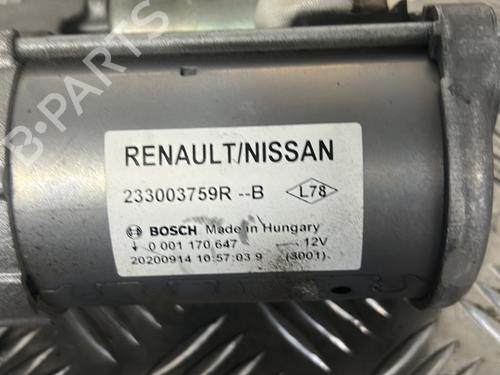 B-PARTS
RENAULT/NISSAN
233003759R --B L78
BOSCH Made in Hungary
0 001 170 647 12V
20200914 10:57:03 9 (3001)